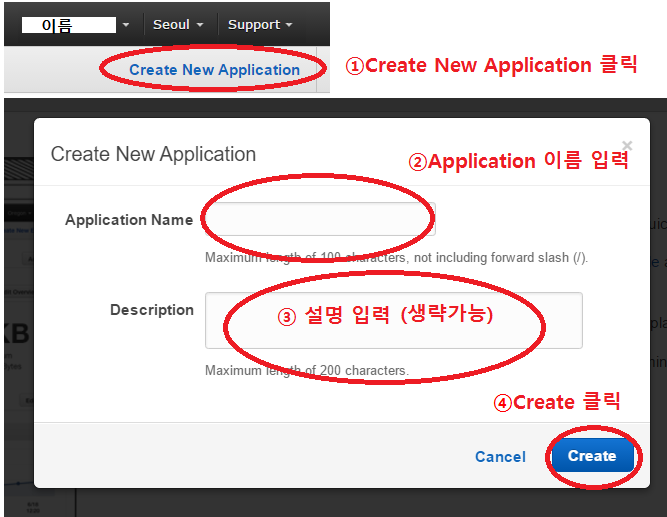 이름 Seoul Support
Create New Application
①Create New Application 클릭
Create New Application
②Application 이름 입력
×
Application Name
Maximum length of 100 characters, not including forward slash (/).
Description
③ 설명 입력 (생략가능)
Maximum length of 200 characters.
④Create 클릭
Cancel Create
KB